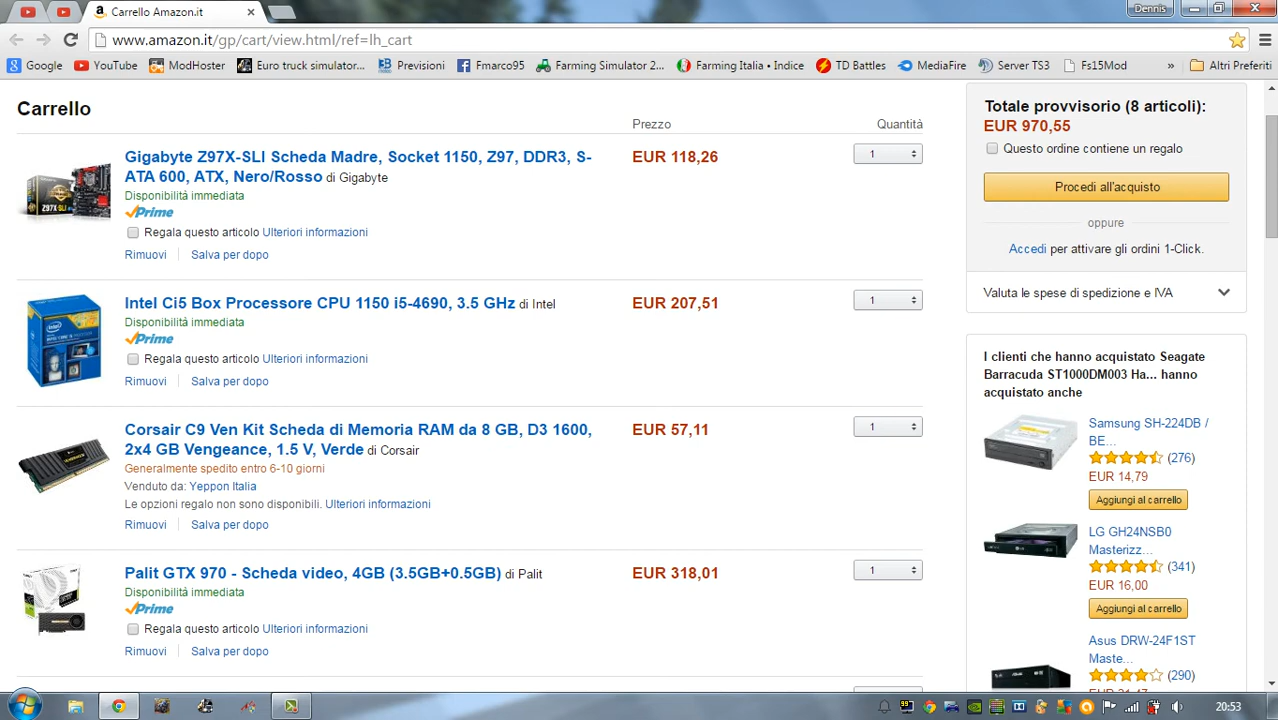 Carrello Amazon.it
Dennis
www.amazon.it/gp/cart/view.html/ref=lh_cart
Google
YouTube
ModHoster
Euro truck simulator...
Previsioni
Fmarco95
Farming Simulator 2...
Farming Italia • Indice
TD Battles
MediaFire
Server TS3
Fs15Mod
»
Altri Preferiti
Carrello
Prezzo
Quantità
Gigabyte Z97X-SLI Scheda Madre, Socket 1150, Z97, DDR3, S-
ATA 600, ATX, Nero/Rosso di Gigabyte
Disponibilità immediata
Prime
Regala questo articolo Ulteriori informazioni
Rimuovi
Salva per dopo
EUR 118,26
1
Intel Ci5 Box Processore CPU 1150 i5-4690, 3.5 GHz di Intel
Disponibilità immediata
Prime
Regala questo articolo Ulteriori informazioni
Rimuovi
Salva per dopo
EUR 207,51
1
Corsair C9 Ven Kit Scheda di Memoria RAM da 8 GB, D3 1600,
2x4 GB Vengeance, 1.5 V, Verde di Corsair
Generalmente spedito entro 6-10 giorni
Venduto da: Yeppon Italia
Le opzioni regalo non sono disponibili. Ulteriori informazioni
Rimuovi
Salva per dopo
EUR 57,11
1
Palit GTX 970 - Scheda video, 4GB (3.5GB+0.5GB) di Palit
Disponibilità immediata
Prime
Regala questo articolo Ulteriori informazioni
Rimuovi
Salva per dopo
EUR 318,01
1
Totale provvisorio (8 articoli):
EUR 970,55
Questo ordine contiene un regalo
Procedi all'acquisto
oppure
Accedi per attivare gli ordini 1-Click.
Valuta le spese di spedizione e IVA
I clienti che hanno acquistato Seagate
Barracuda ST1000DM003 Ha... hanno
acquistato anche
Samsung SH-224DB /
BE...
(276)
EUR 14,79
Aggiungi al carrello
LG GH24NSB0
Masterizz...
(341)
EUR 16,00
Aggiungi al carrello
Asus DRW-24F1ST
Maste...
(290)
20:53